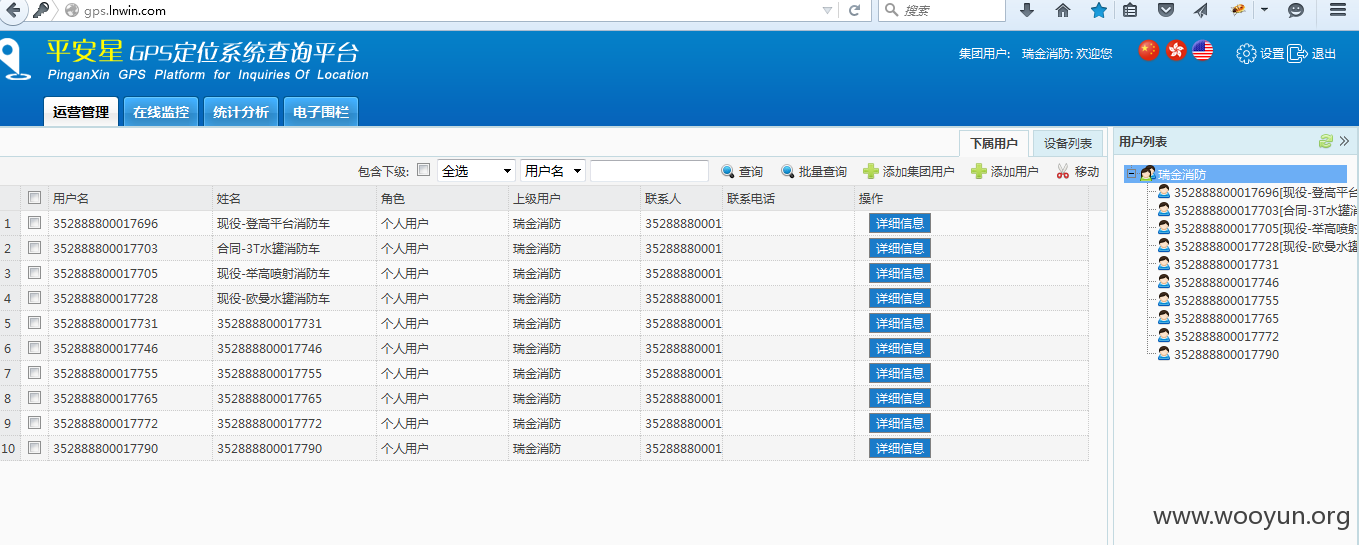 gps.lnwin.com
搜索
平安星 GPS定位系统查询平台
PinganXin GPS Platform for Inquiries Of Location
集团用户: 瑞金消防: 欢迎您
设置 退出
运营管理 在线监控 统计分析 电子围栏
下属用户 设备列表
用户列表
包含下级: 全选 用户名 查询 批量查询 添加集团用户 添加用户 移动
用户名 姓名 角色 上级用户 联系人 联系电话 操作
1 352888800017696 现役-登高平台消防车 个人用户 瑞金消防 35288880001 详细信息
2 352888800017703 合同-3T水罐消防车 个人用户 瑞金消防 35288880001 详细信息
3 352888800017705 现役-举高喷射消防车 个人用户 瑞金消防 35288880001 详细信息
4 352888800017728 现役-欧曼水罐消防车 个人用户 瑞金消防 35288880001 详细信息
5 352888800017731 352888800017731 个人用户 瑞金消防 35288880001 详细信息
6 352888800017746 352888800017746 个人用户 瑞金消防 35288880001 详细信息
7 352888800017755 352888800017755 个人用户 瑞金消防 35288880001 详细信息
8 352888800017765 352888800017765 个人用户 瑞金消防 35288880001 详细信息
9 352888800017772 352888800017772 个人用户 瑞金消防 35288880001 详细信息
10 352888800017790 352888800017790 个人用户 瑞金消防 35288880001 详细信息
瑞金消防
352888800017696[现役-登高平台
352888800017703[合同-3T水罐消
352888800017705[现役-举高喷射
352888800017728[现役-欧曼水罐
352888800017731
352888800017746
352888800017755
352888800017765
352888800017772
352888800017790
www.wooyun.org